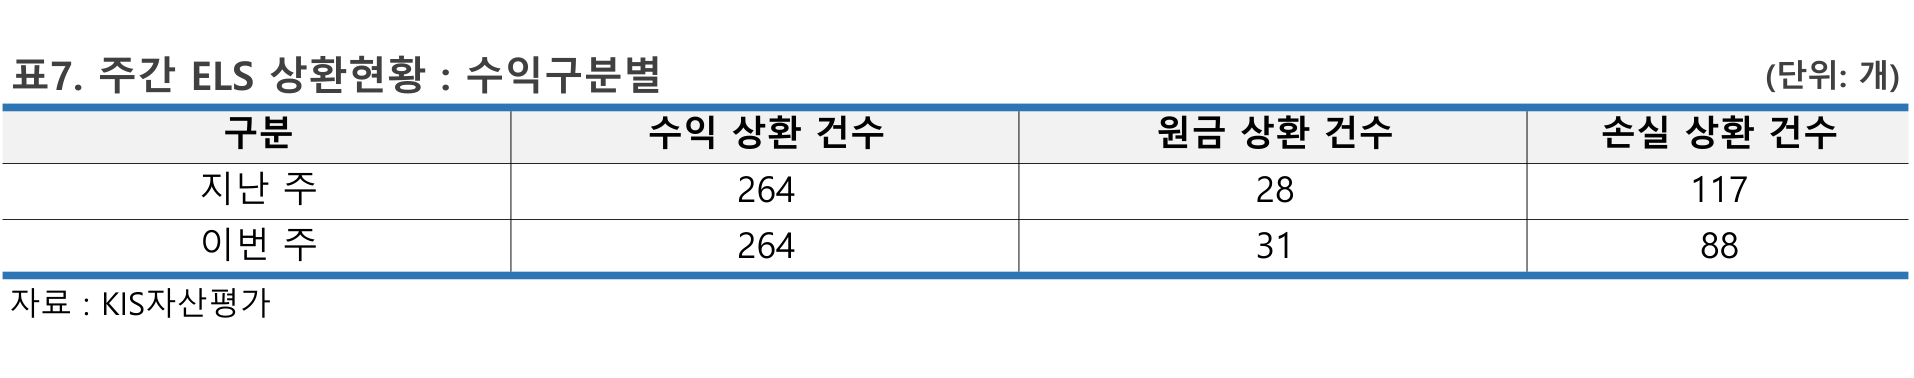 표7. 주간 ELS 상환현황 : 수익구분별 (단위: 개)
구분 수익 상환 건수 원금 상환 건수 손실 상환 건수
지난 주 264 28 117
이번 주 264 31 88
자료 : KIS자산평가